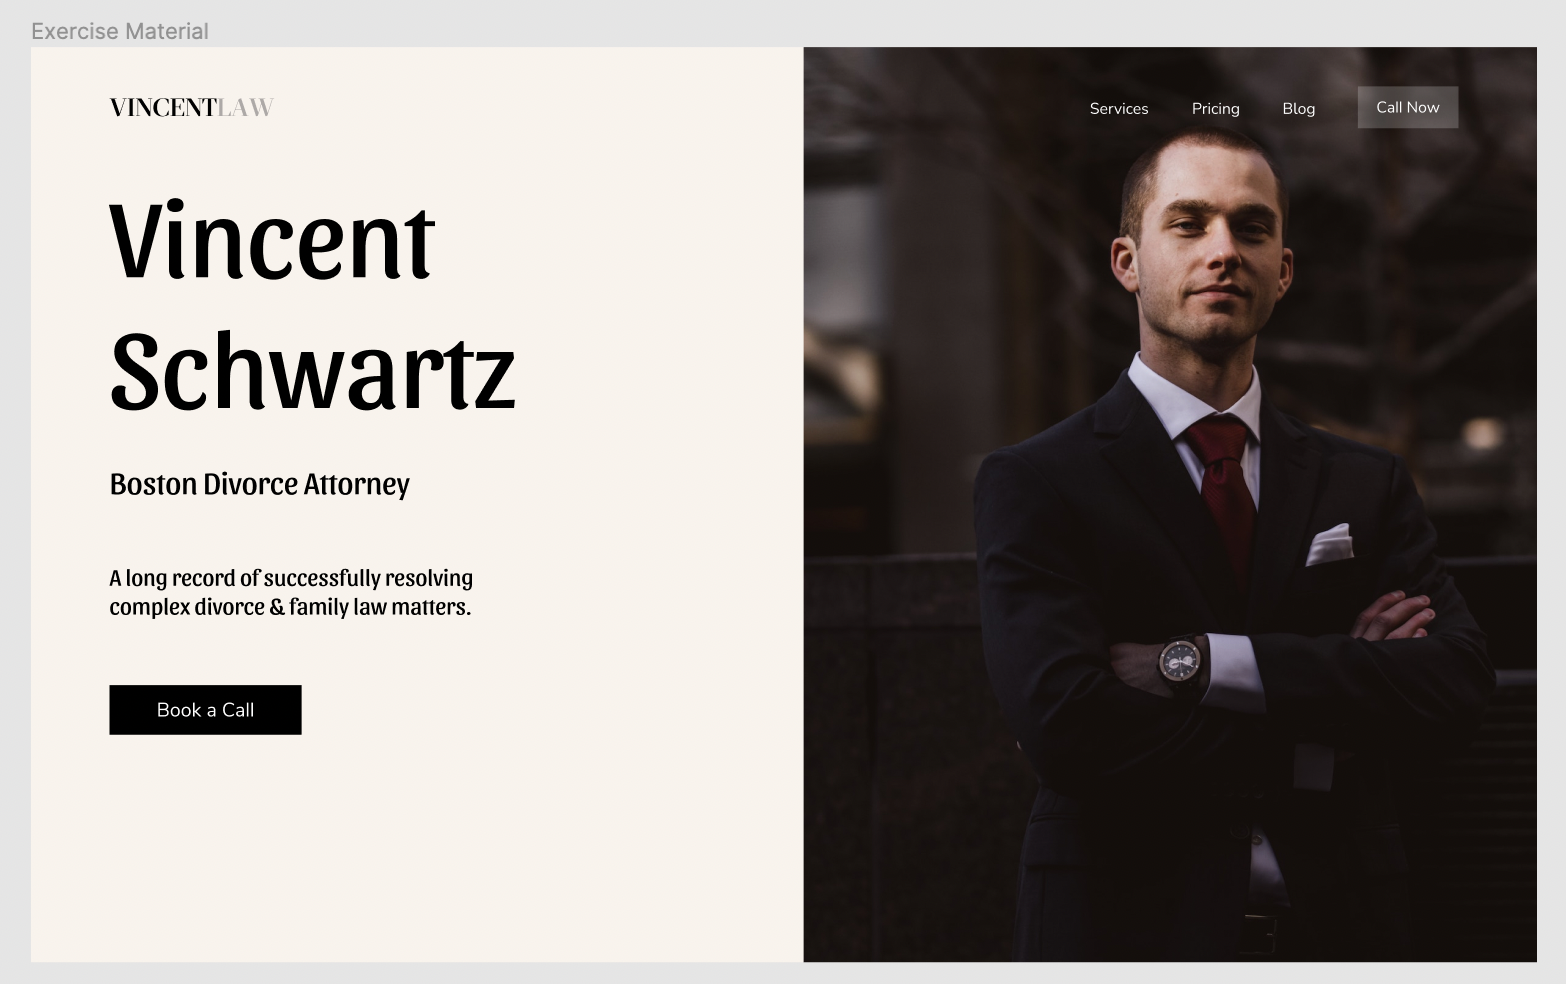 Exercise Material
VINCENTLAW
Services
Pricing
Blog
Call Now
Vincent
Schwartz
Boston Divorce Attorney
A long record of successfully resolving
complex divorce & family law matters.
Book a Call